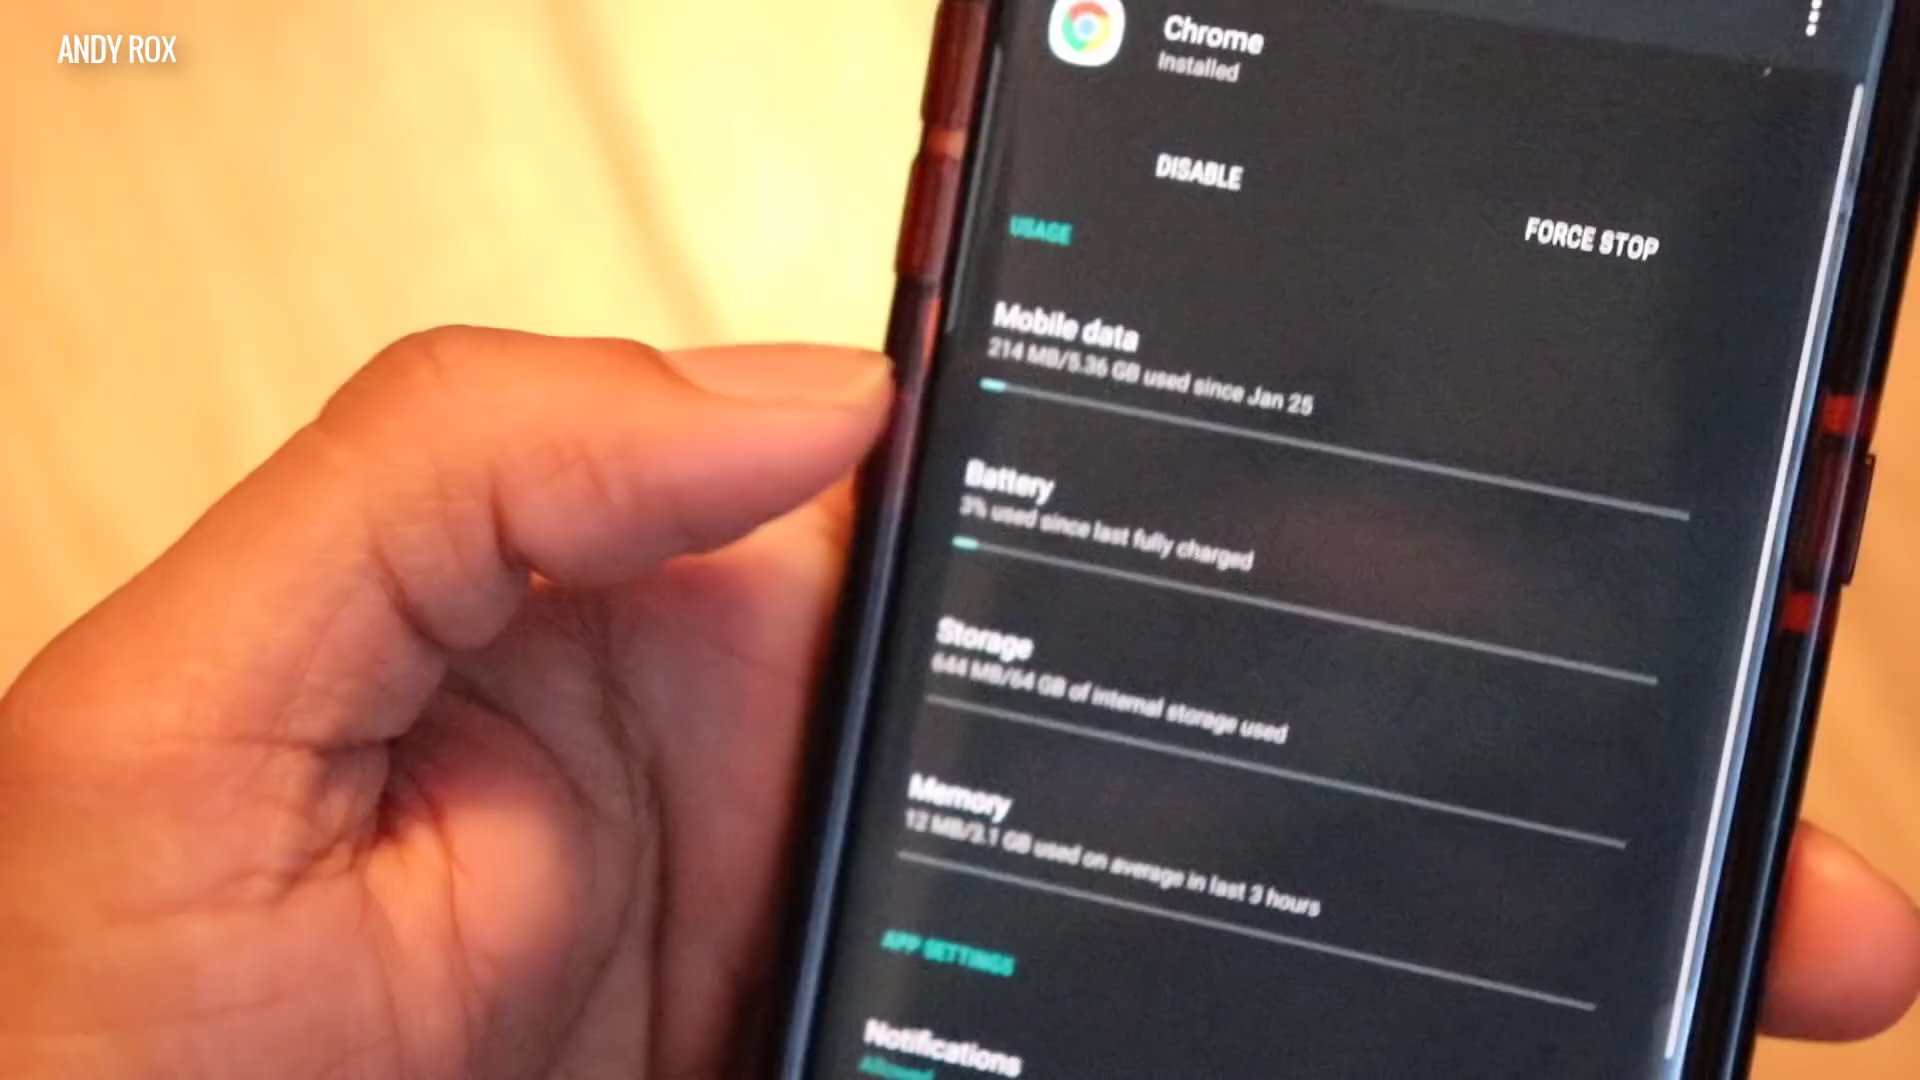 ANDY ROX
Chrome
Installed
DISABLE
FORCE STOP
USAGE
Mobile data
214 MB/5.36 GB used since Jan 25
Battery
3% used since last fully charged
Storage
644 MB/64 GB of internal storage used
Memory
12 MB/3.1 GB used on average in last 3 hours
APP SETTINGS
Notifications
Allowed